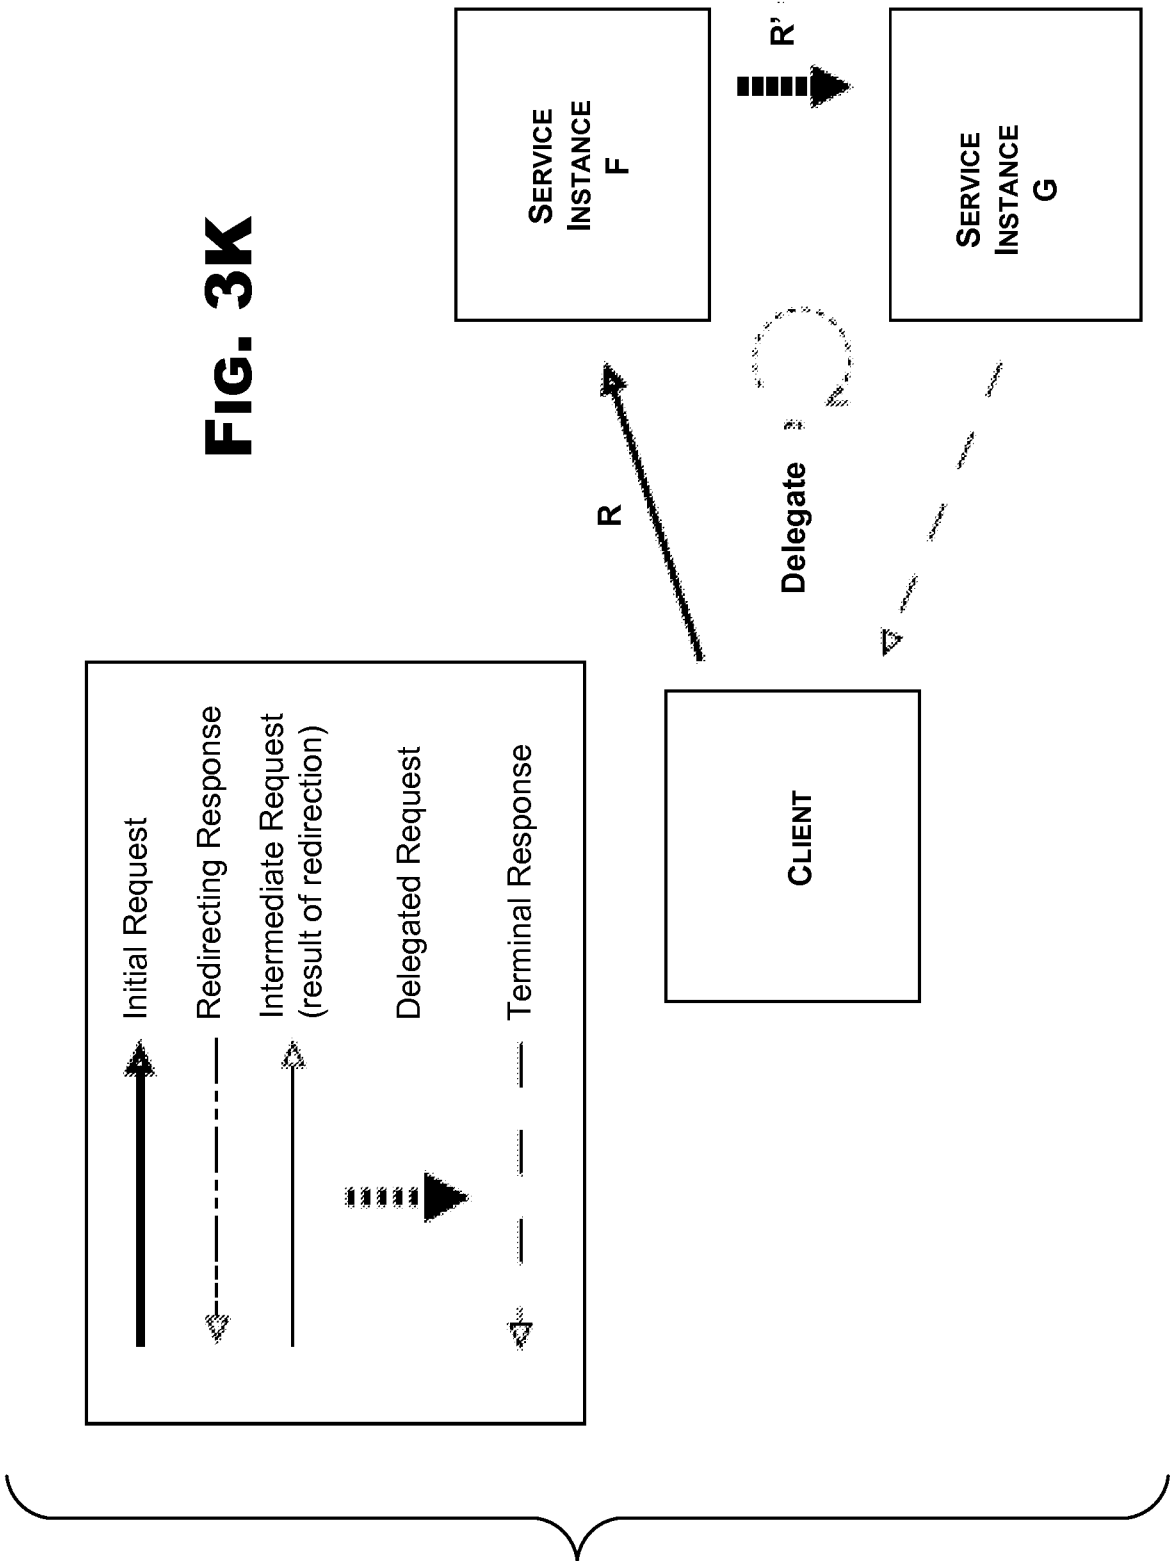 FIG. 3K
Initial Request
Redirecting Response
Intermediate Request
(result of redirection)
Delegated Request
Terminal Response
CLIENT
R
Delegate
SERVICE
INSTANCE
F
R'
SERVICE
INSTANCE
G